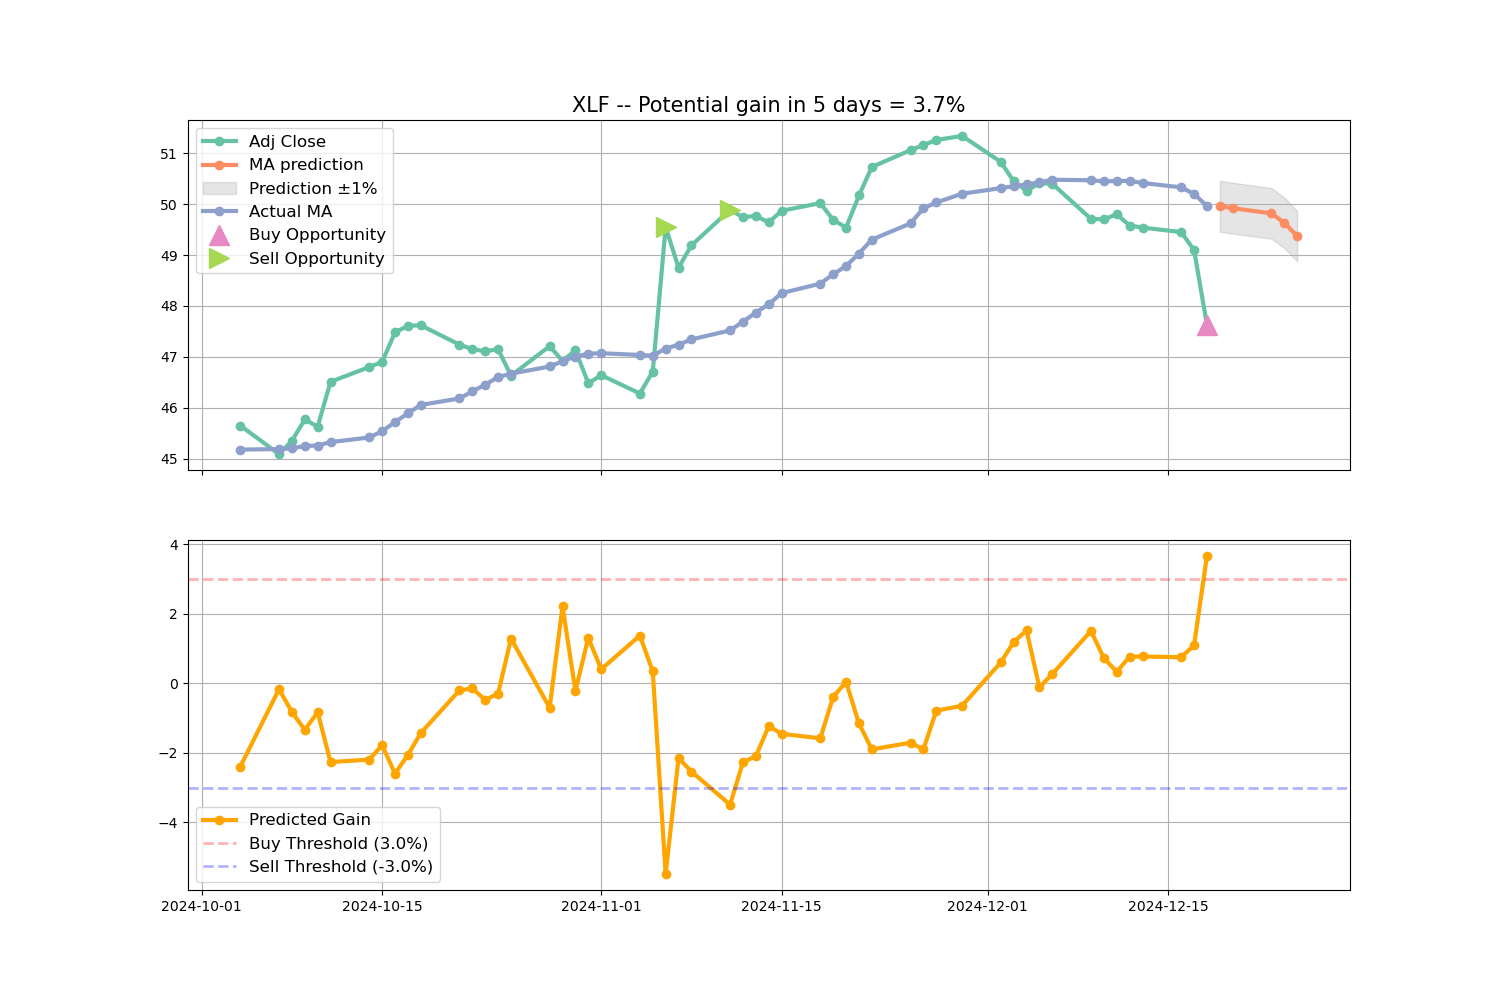 XLF -- Potential gain in 5 days = 3.7%
51
50
49
48
47
46
45
Adj Close
MA prediction
Prediction ±1%
Actual MA
Buy Opportunity
Sell Opportunity
4
2
0
−2
−4
Predicted Gain
Buy Threshold (3.0%)
Sell Threshold (-3.0%)
2024-10-01 2024-10-15 2024-11-01 2024-11-15 2024-12-01 2024-12-15